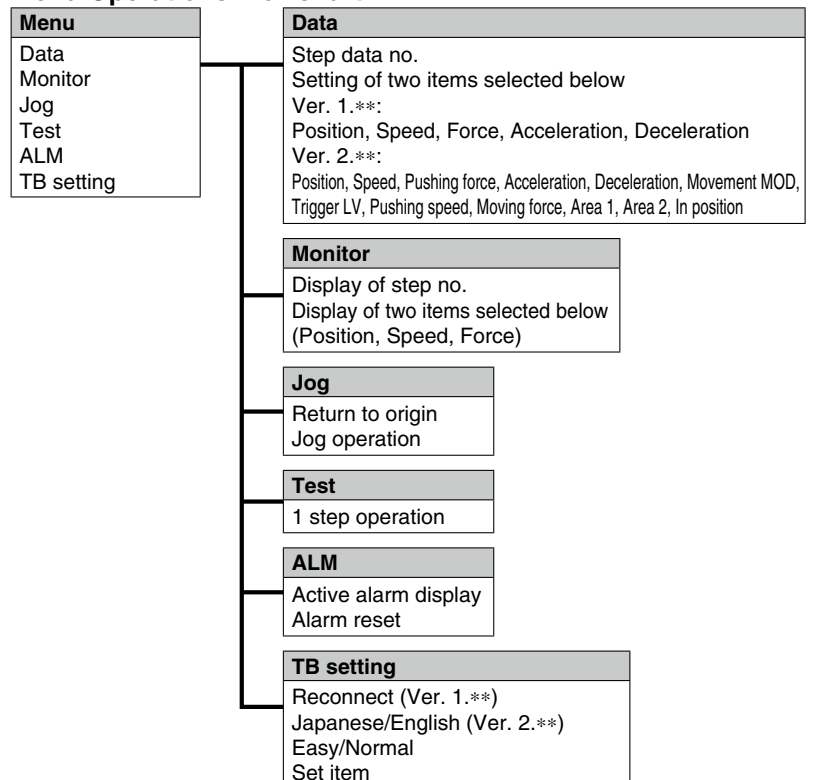 Menu
Data
Monitor
Jog
Test
ALM
TB setting
Data
Step data no.
Setting of two items selected below
Ver. 1.**:
Position, Speed, Force, Acceleration, Deceleration
Ver. 2.**:
Position, Speed, Pushing force, Acceleration, Deceleration, Movement MOD,
Trigger LV, Pushing speed, Moving force, Area 1, Area 2, In position
Monitor
Display of step no.
Display of two items selected below
(Position, Speed, Force)
Jog
Return to origin
Jog operation
Test
1 step operation
ALM
Active alarm display
Alarm reset
TB setting
Reconnect (Ver. 1.**)
Japanese/English (Ver. 2.**)
Easy/Normal
Set item